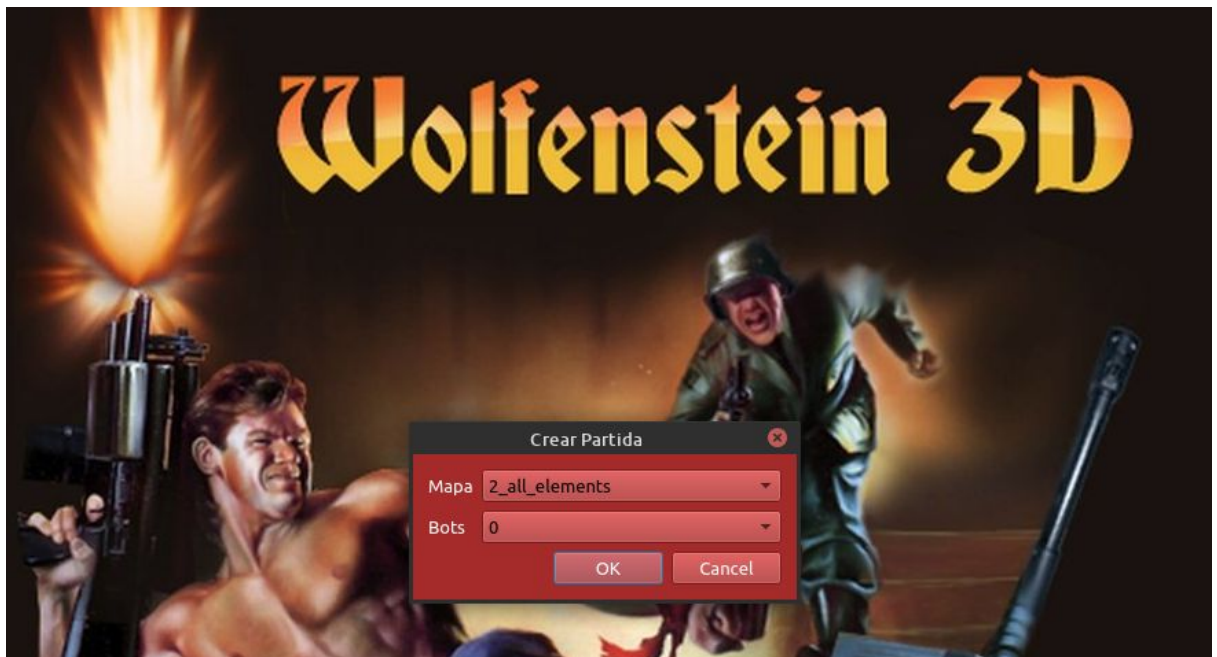 Wolfenstein 3D
Crear Partida
Mapa 2_all_elements
Bots 0
OK Cancel